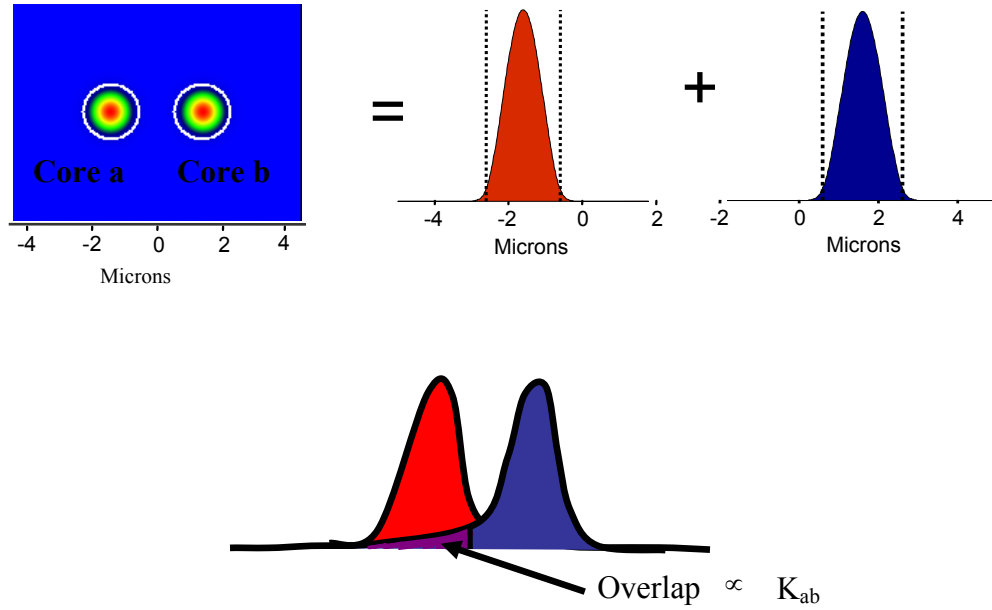 Core a Core b
-4 -2 0 2 4
Microns
=
-4 -2 0 2
Microns
+
-2 0 2 4
Microns
Overlap ∝ K_ab